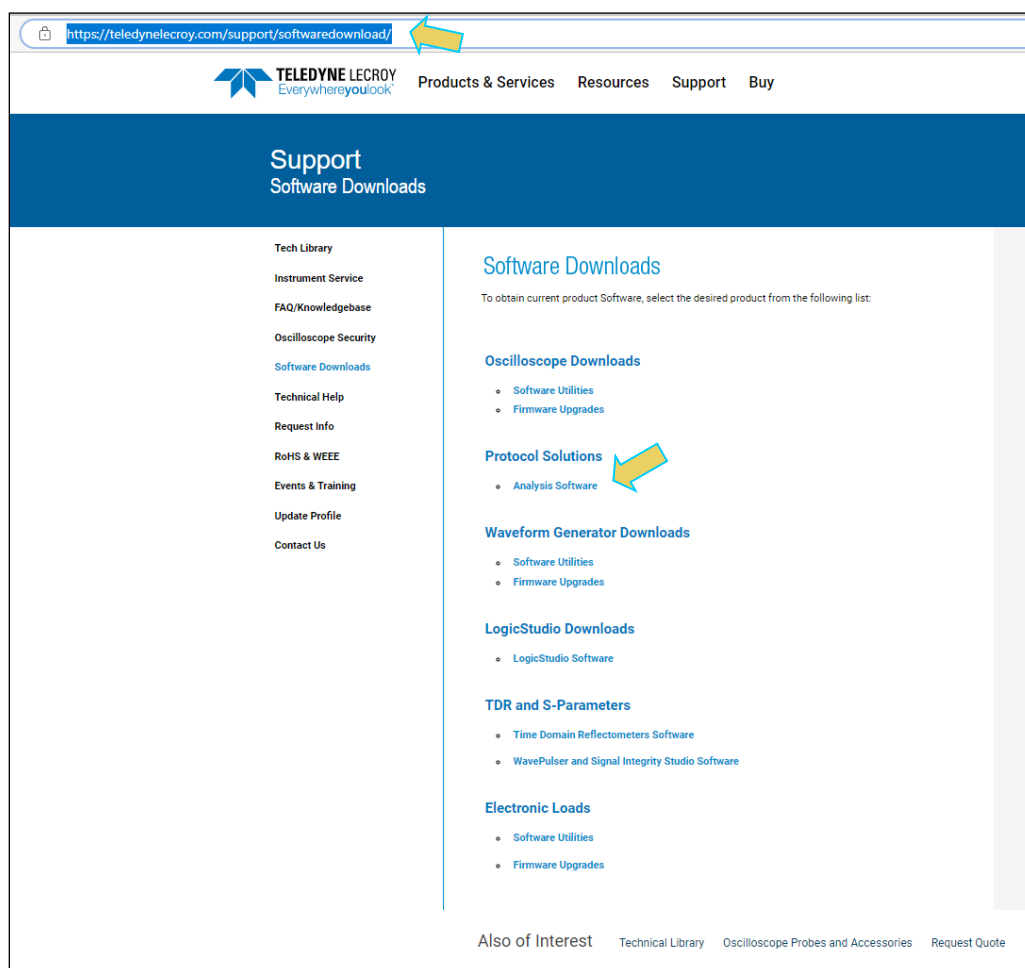 https://teledynelecroy.com/support/softwaredownload/
TELEDYNE LECROY
Everywhereyoulook
Products & Services Resources Support Buy
Support
Software Downloads
Tech Library
Instrument Service
FAQ/Knowledgebase
Oscilloscope Security
Software Downloads
Technical Help
Request Info
RoHS & WEEE
Events & Training
Update Profile
Contact Us
Software Downloads
To obtain current product Software, select the desired product from the following list:
Oscilloscope Downloads
Software Utilities
Firmware Upgrades
Protocol Solutions
Analysis Software
Waveform Generator Downloads
Software Utilities
Firmware Upgrades
LogicStudio Downloads
LogicStudio Software
TDR and S-Parameters
Time Domain Reflectometers Software
WavePulser and Signal Integrity Studio Software
Electronic Loads
Software Utilities
Firmware Upgrades
Also of Interest Technical Library Oscilloscope Probes and Accessories Request Quote